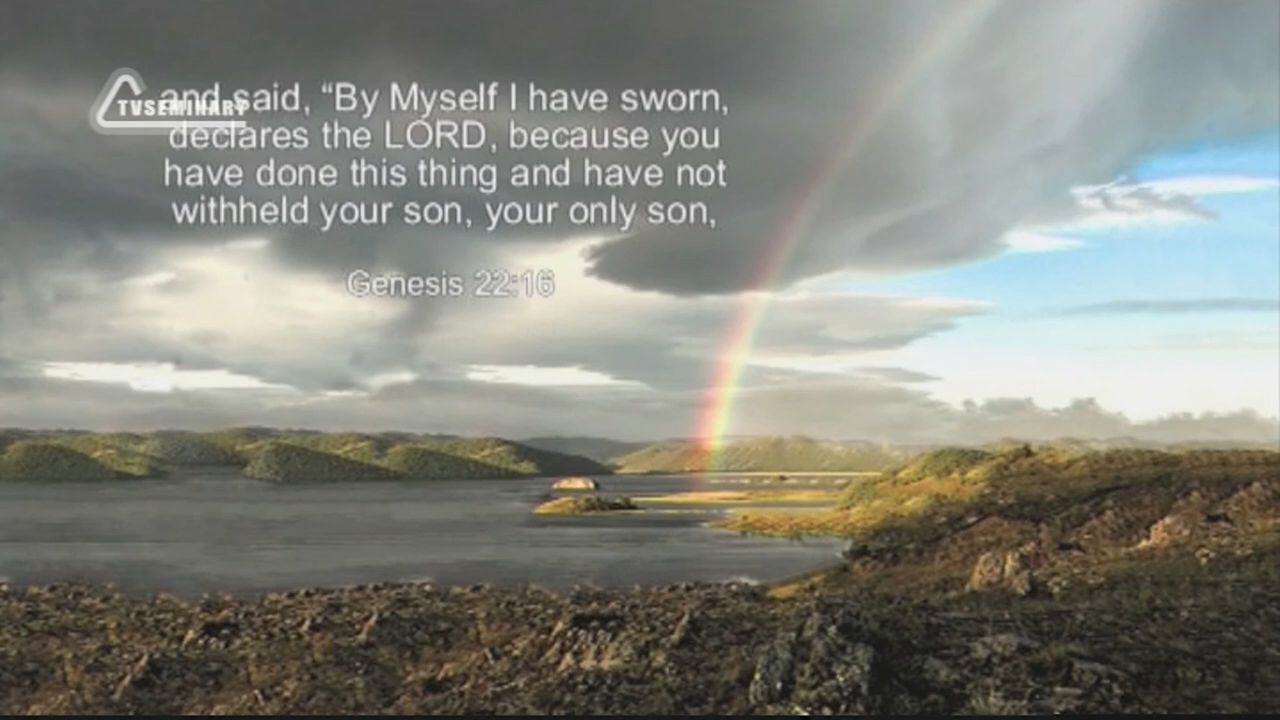 TVSEMINARY
and said, “By Myself I have sworn,
declares the LORD, because you
have done this thing and have not
withheld your son, your only son,
Genesis 22:16